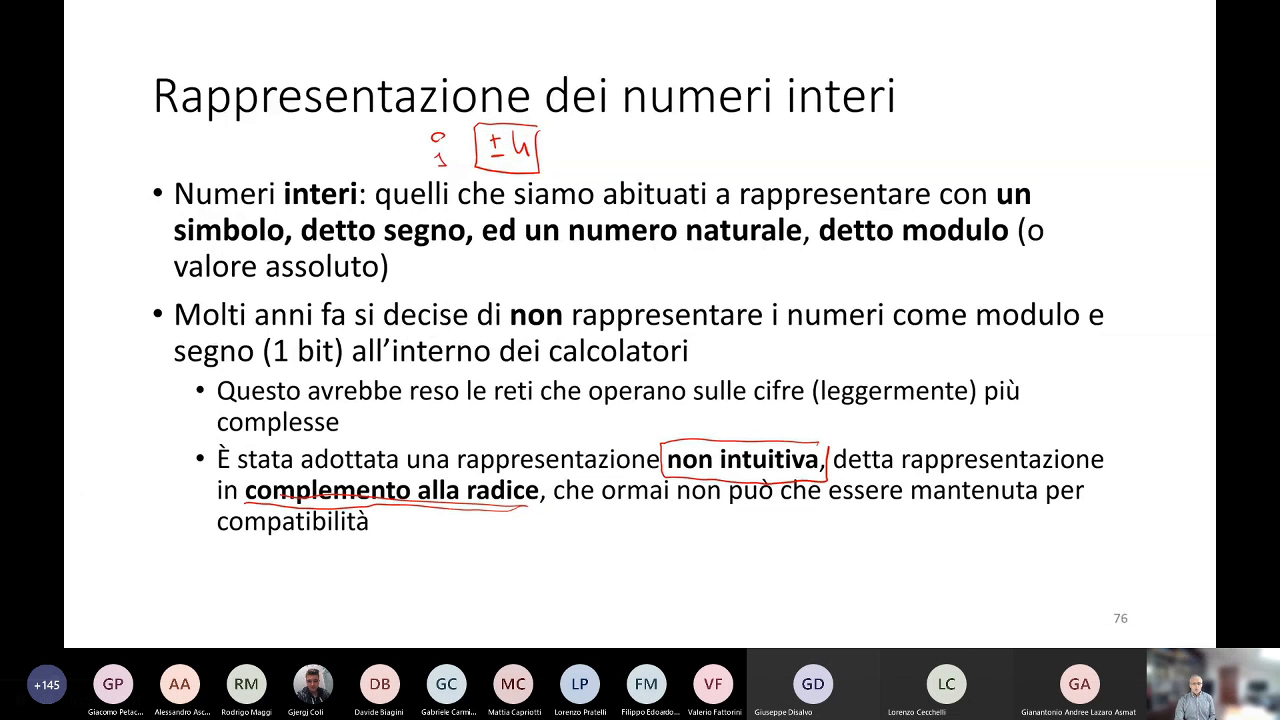 Rappresentazione dei numeri interi
0
1
± 4
• Numeri interi: quelli che siamo abituati a rappresentare con un
simbolo, detto segno, ed un numero naturale, detto modulo (o
valore assoluto)
• Molti anni fa si decise di non rappresentare i numeri come modulo e
segno (1 bit) all’interno dei calcolatori
• Questo avrebbe reso le reti che operano sulle cifre (leggermente) più
complesse
• È stata adottata una rappresentazione non intuitiva, detta rappresentazione
in complemento alla radice, che ormai non può che essere mantenuta per
compatibilità
76
+145 GP AA RM DB GC MC LP FM VF GD LC GA
Giacomo Petac... Alessandro Asc... Rodrigo Maggi Gjergj Coli Davide Biagini Gabriele Carmi... Mattia Capriotti Lorenzo Pratelli Filippo Edoardo... Valerio Fattorini Giuseppe Disalvo Lorenzo Cecchelli Gianantonio Andree Lazaro Asmat